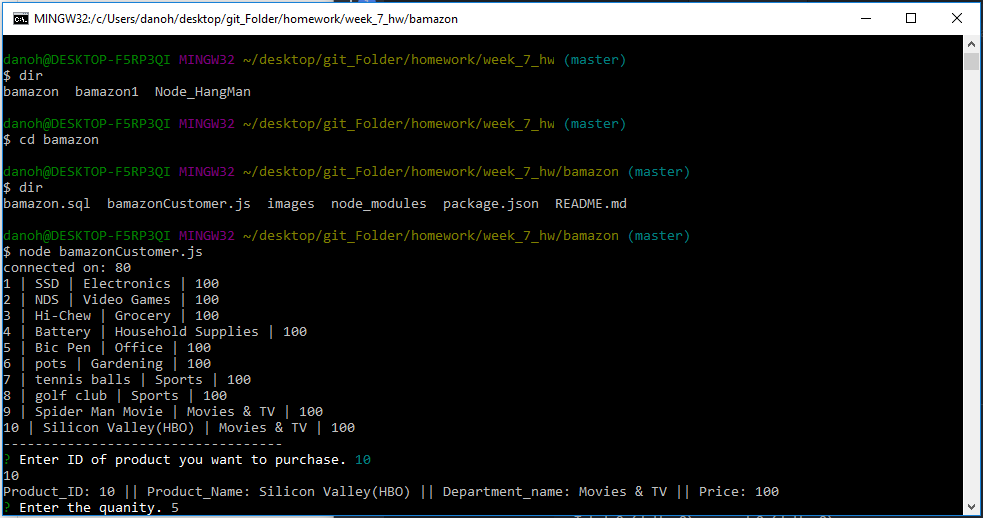 MINGW32:/c/Users/danoh/desktop/git_Folder/homework/week_7_hw/bamazon
danoh@DESKTOP-F5RP3QI MINGW32 ~/desktop/git_Folder/homework/week_7_hw (master)
$ dir
bamazon  bamazon1  Node_HangMan
danoh@DESKTOP-F5RP3QI MINGW32 ~/desktop/git_Folder/homework/week_7_hw (master)
$ cd bamazon
danoh@DESKTOP-F5RP3QI MINGW32 ~/desktop/git_Folder/homework/week_7_hw/bamazon (master)
$ dir
bamazon.sql  bamazonCustomer.js  images  node_modules  package.json  README.md
danoh@DESKTOP-F5RP3QI MINGW32 ~/desktop/git_Folder/homework/week_7_hw/bamazon (master)
$ node bamazonCustomer.js
connected on: 80
1 | SSD | Electronics | 100
2 | NDS | Video Games | 100
3 | Hi-Chew | Grocery | 100
4 | Battery | Household Supplies | 100
5 | Bic Pen | Office | 100
6 | pots | Gardening | 100
7 | tennis balls | Sports | 100
8 | golf club | Sports | 100
9 | Spider Man Movie | Movies & TV | 100
10 | Silicon Valley(HBO) | Movies & TV | 100
-----------------------------------
? Enter ID of product you want to purchase. 10
10
Product_ID: 10 || Product_Name: Silicon Valley(HBO) || Department_name: Movies & TV || Price: 100
? Enter the quanity. 5